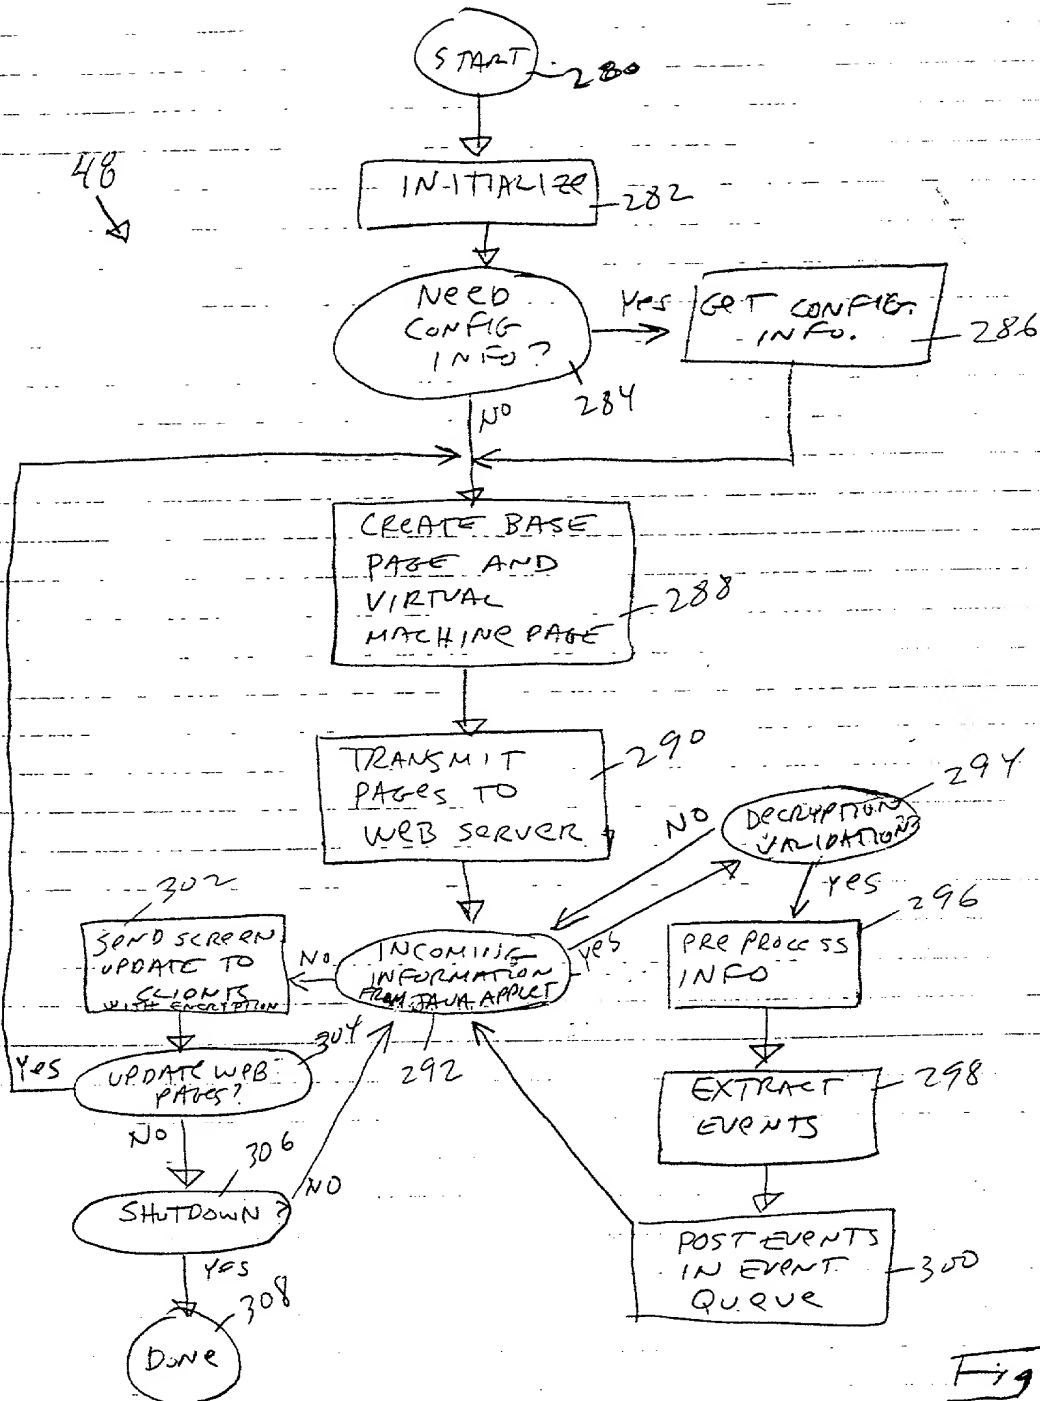 START
280
48
INITIALIZE
282
NEED
CONFIG
INFO?
284
Yes
GET CONFIG.
INFO.
286
NO
CREATE BASE
PAGE AND
VIRTUAL
MACHINE PAGE
288
TRANSMIT
PAGES TO
WEB SERVER
290
294
DECRYPTION
VALIDATION?
NO
Yes
Yes
302
SEND SCREEN
UPDATE TO
CLIENTS
WITH ENCRYPTION
NO
INCOMING
INFORMATION
FROM JAVA APPLET
292
296
PREPROCESS
INFO
304
UPDATE WEB
PAGES?
Yes
NO
298
EXTRACT
EVENTS
306
SHUTDOWN?
NO
Yes
POST EVENTS
IN EVENT
QUEUE
300
308
DONE
Fig